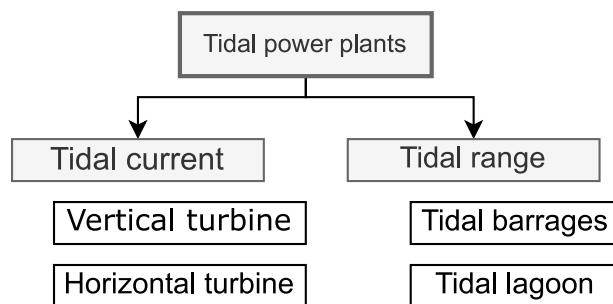 Tidal power plants
Tidal current
Tidal range
Vertical turbine
Tidal barrages
Horizontal turbine
Tidal lagoon